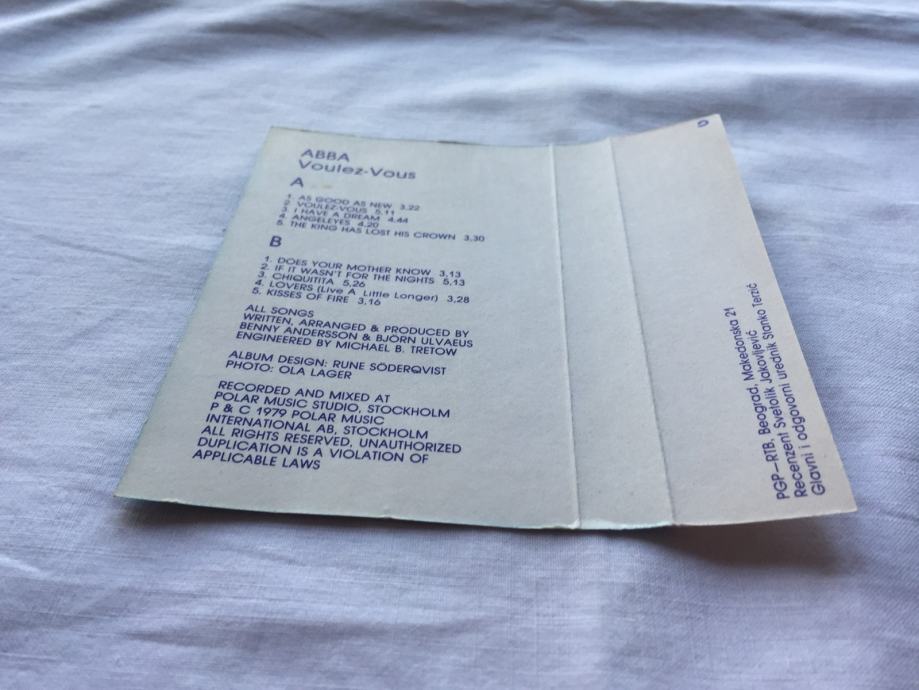 ABBA
Voulez-Vous
A
1. AS GOOD AS NEW 3,22
2. VOULEZ-VOUS 5,11
3. I HAVE A DREAM 4,44
4. ANGELEYES 4,20
5. THE KING HAS LOST HIS CROWN 3,30
B
1. DOES YOUR MOTHER KNOW 3,13
2. IF IT WASN'T FOR THE NIGHTS 5,13
3. CHIQUITITA 5,26
4. LOVERS (Live A Little Longer) 3,28
5. KISSES OF FIRE 3,16
ALL SONGS
WRITTEN, ARRANGED & PRODUCED BY
BENNY ANDERSSON & BJÖRN ULVAEUS
ENGINEERED BY MICHAEL B. TRETOW
ALBUM DESIGN: RUNE SÖDERQVIST
PHOTO: OLA LAGER
RECORDED AND MIXED AT
POLAR MUSIC STUDIO, STOCKHOLM
P & C 1979 POLAR MUSIC
INTERNATIONAL AB, STOCKHOLM
ALL RIGHTS RESERVED, UNAUTHORIZED
DUPLICATION IS A VIOLATION OF
APPLICABLE LAWS
PGP–RTB, Beograd, Makedonska 21
Recenzent Svetolik Jakovljević
Glavni i odgovorni urednik Stanko Terzić